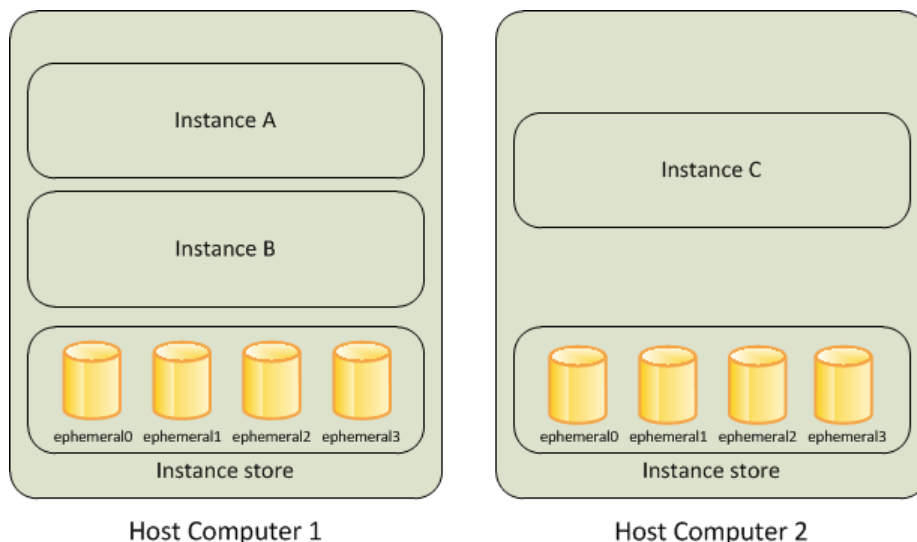 Instance A
Instance B
ephemeral0 ephemeral1 ephemeral2 ephemeral3
Instance store
Host Computer 1
Instance C
ephemeral0 ephemeral1 ephemeral2 ephemeral3
Instance store
Host Computer 2